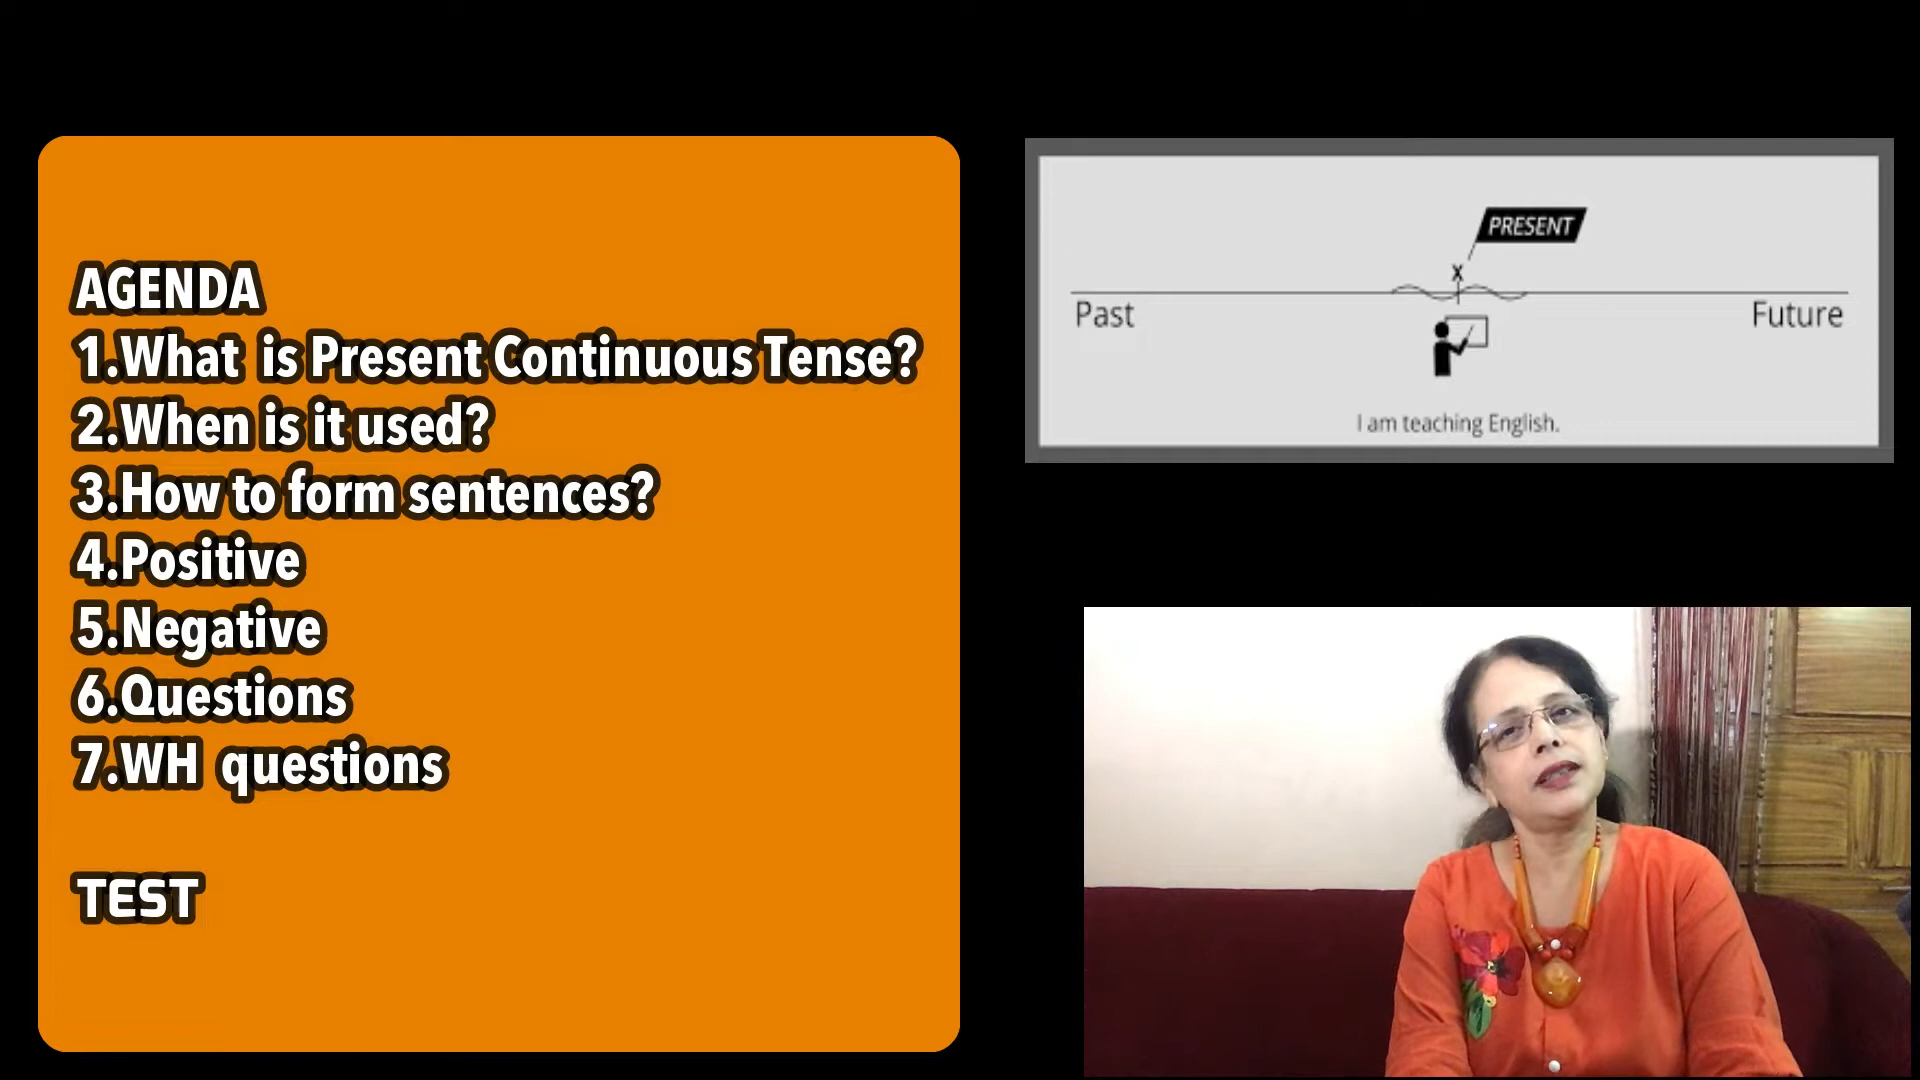 AGENDA
1.What is Present Continuous Tense?
2.When is it used?
3.How to form sentences?
4.Positive
5.Negative
6.Questions
7.WH questions
TEST
PRESENT
x
Past
Future
I am teaching English.